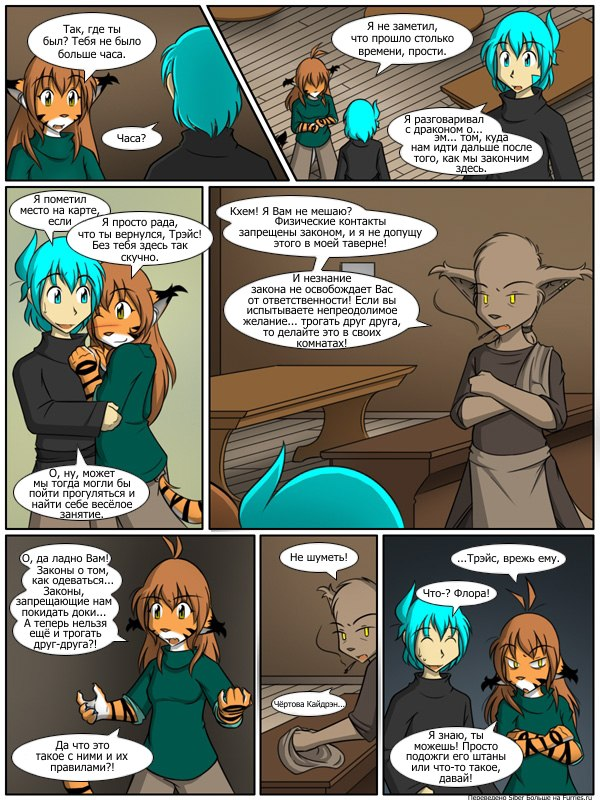 Так, где ты
был? Тебя не было
больше часа.
Часа?
Я не заметил,
что прошло столько
времени, прости.
Я разговаривал
с драконом о...
эм... том, куда
нам идти дальше после
того, как мы закончим
здесь.
Я пометил
место на карте,
если
Я просто рада,
что ты вернулся, Трэйс!
Без тебя здесь так
скучно.
О, ну, может
мы тогда могли бы
пойти прогуляться и
найти себе весёлое
занятие.
Кхем! Я Вам не мешаю?
Физические контакты
запрещены законом, и я не допущу
этого в моей таверне!
И незнание
закона не освобождает Вас
от ответственности! Если вы
испытываете непреодолимое
желание... трогать друг друга,
то делайте это в своих
комнатах!
О, да ладно Вам!
Законы о том,
как одеваться...
Законы,
запрещающие нам
покидать доки...
А теперь нельзя
ещё и трогать
друг-друга?!
Да что это
такое с ними и их
правилами?!
Не шуметь!
Чёртова Кайдрэн...
...Трэйс, врежь ему.
Что-? Флора!
Я знаю, ты
можешь! Просто
подожги его штаны
или что-то такое,
давай!
Переведено Siber Больше на Furries.ru